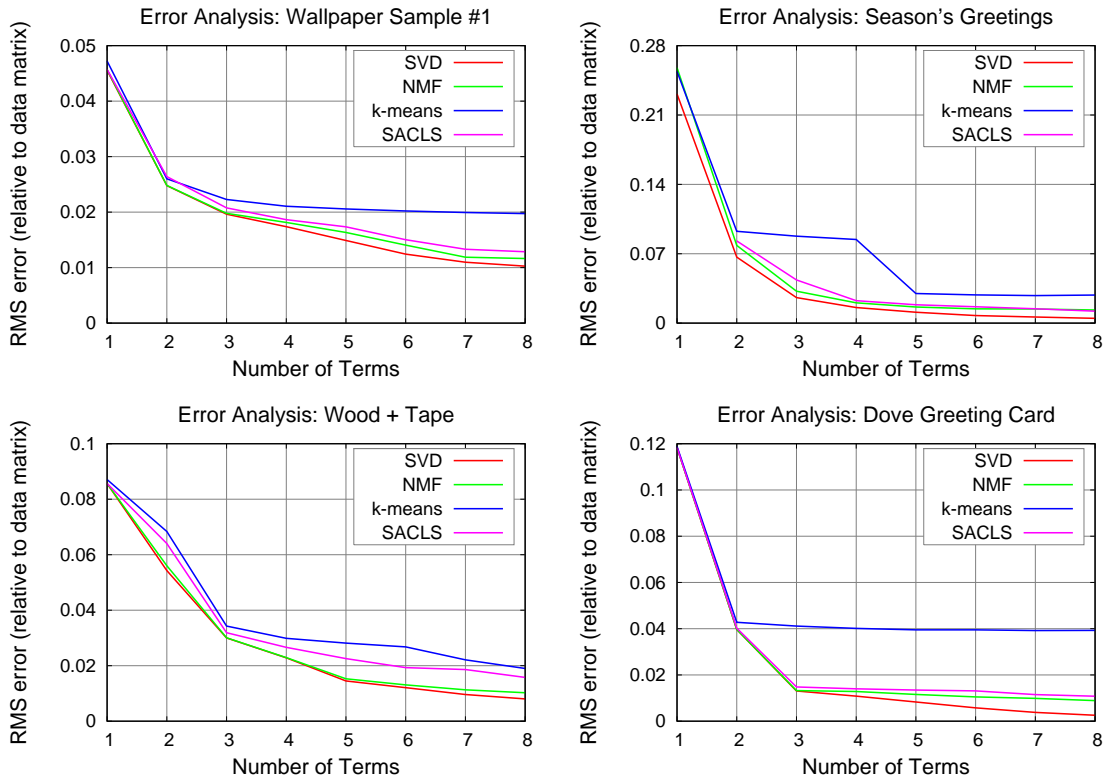 Error Analysis: Wallpaper Sample #1
RMS error (relative to data matrix)
0.05
0.04
0.03
0.02
0.01
0
SVD
NMF
k-means
SACLS
1 2 3 4 5 6 7 8
Number of Terms
Error Analysis: Season's Greetings
RMS error (relative to data matrix)
0.28
0.21
0.14
0.07
0
SVD
NMF
k-means
SACLS
1 2 3 4 5 6 7 8
Number of Terms
Error Analysis: Wood + Tape
RMS error (relative to data matrix)
0.1
0.08
0.06
0.04
0.02
0
SVD
NMF
k-means
SACLS
1 2 3 4 5 6 7 8
Number of Terms
Error Analysis: Dove Greeting Card
RMS error (relative to data matrix)
0.12
0.1
0.08
0.06
0.04
0.02
0
SVD
NMF
k-means
SACLS
1 2 3 4 5 6 7 8
Number of Terms